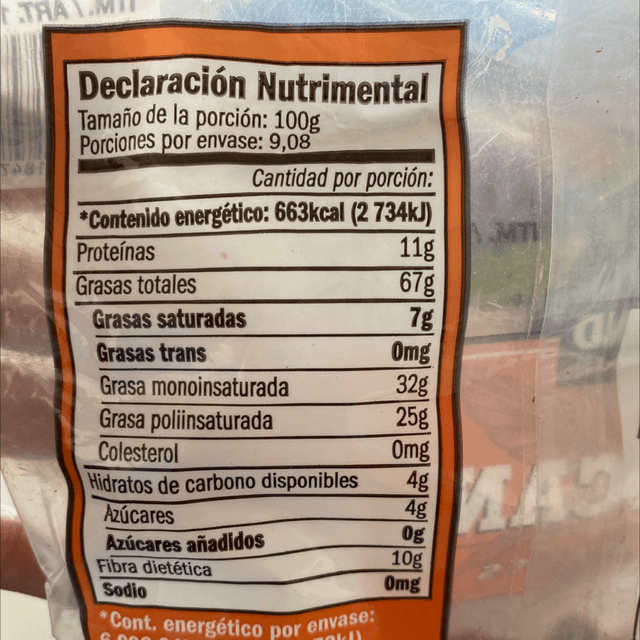 Declaración Nutrimental
Tamaño de la porción: 100g
Porciones por envase: 9,08
Cantidad por porción:
*Contenido energético: 663kcal (2 734kJ)
Proteínas 11g
Grasas totales 67g
Grasas saturadas 7g
Grasas trans 0mg
Grasa monoinsaturada 32g
Grasa poliinsaturada 25g
Colesterol 0mg
Hidratos de carbono disponibles 4g
Azúcares 4g
Azúcares añadidos 0g
Fibra dietética 10g
Sodio 0mg
*Cont. energético por envase:
ITM./ART.